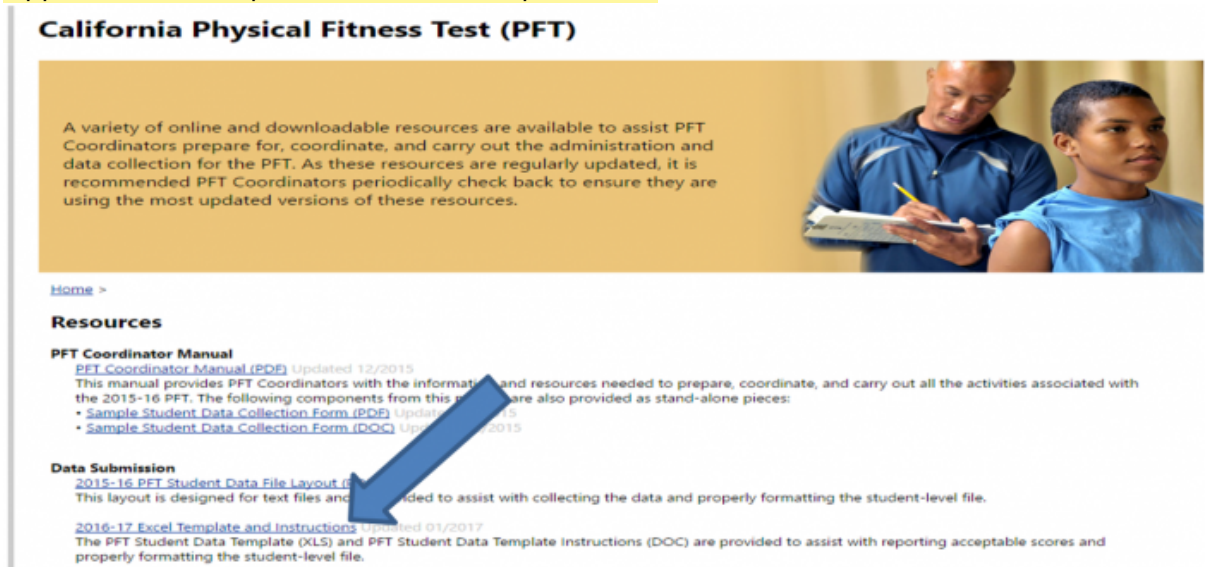 California Physical Fitness Test (PFT)
A variety of online and downloadable resources are available to assist PFT
Coordinators prepare for, coordinate, and carry out the administration and
data collection for the PFT. As these resources are regularly updated, it is
recommended PFT Coordinators periodically check back to ensure they are
using the most updated versions of these resources.
Home >
Resources
PFT Coordinator Manual
PFT Coordinator Manual (PDF) Updated 12/2015
This manual provides PFT Coordinators with the information and resources needed to prepare, coordinate, and carry out all the activities associated with
the 2015-16 PFT. The following components from this are also provided as stand-alone pieces:
• Sample Student Data Collection Form (PDF)
• Sample Student Data Collection Form (DOC)
Data Submission
2015-16 PFT Student Data File Layout
This layout is designed for text files and to assist with collecting the data and properly formatting the student-level file.
2016-17 Excel Template and Instructions Updated 01/2017
The PFT Student Data Template (XLS) and PFT Student Data Template Instructions (DOC) are provided to assist with reporting acceptable scores and
properly formatting the student-level file.